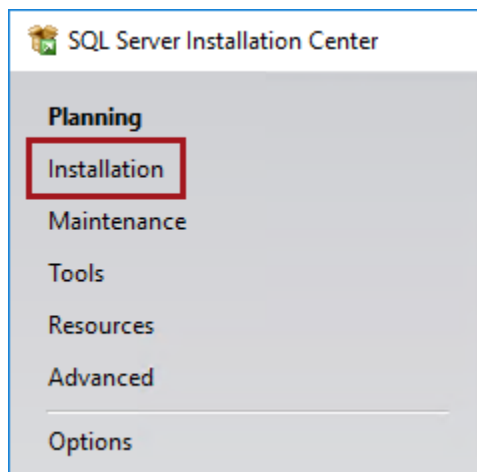 SQL Server Installation Center
Planning
Installation
Maintenance
Tools
Resources
Advanced
Options